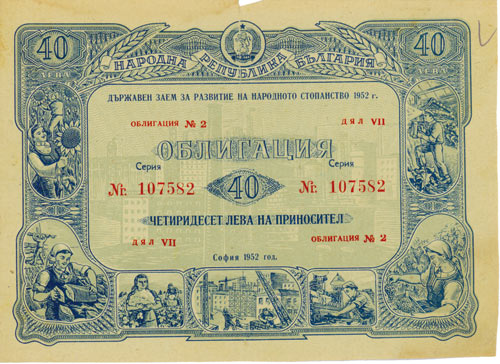 40 40
ЛЕВА ЛЕВА
НАРОДНА РЕПУБЛИКА БЪЛГАРИЯ
ДЪРЖАВЕН ЗАЕМ ЗА РАЗВИТИЕ НА НАРОДНОТО СТОПАНСТВО 1952 г.
ОБЛИГАЦИЯ № 2 ДЯЛ VII
ОБЛИГАЦИЯ
Серия Серия
№: 107582 40 №: 107582
ЧЕТИРИДЕСЕТ ЛЕВА НА ПРИНОСИТЕЛ
ДЯЛ VII ОБЛИГАЦИЯ № 2
София 1952 год.